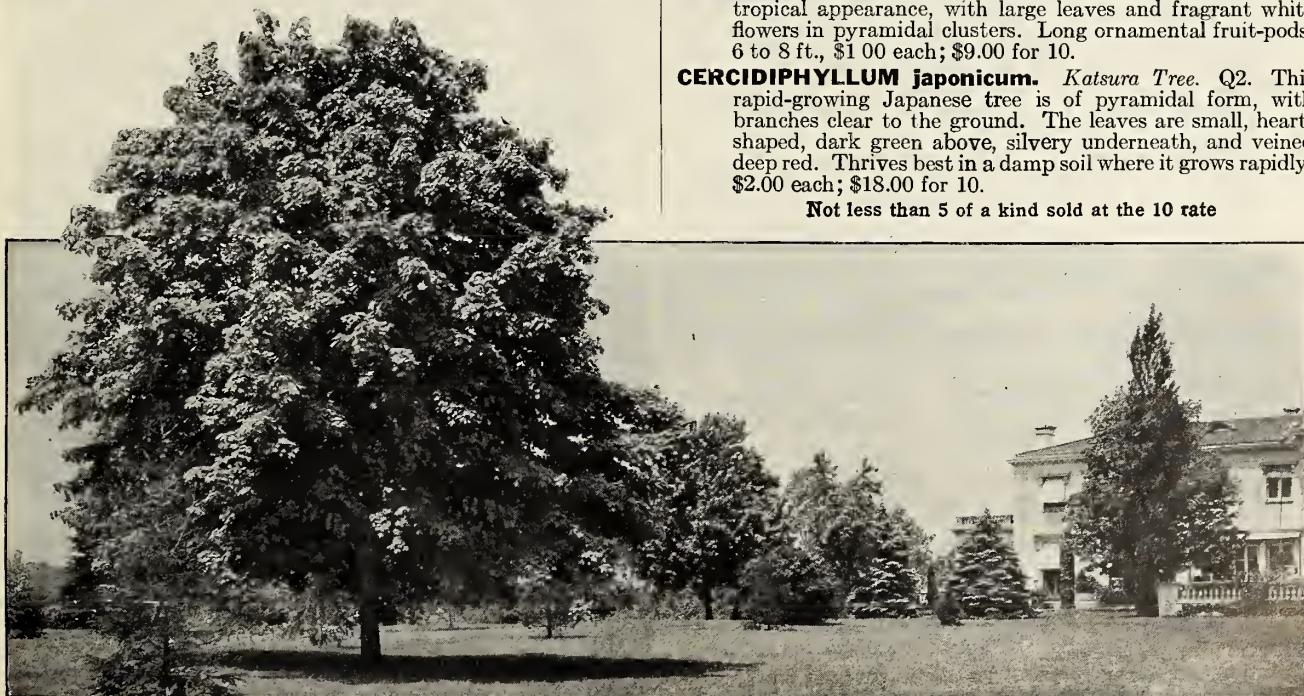 tropical appearance, with large leaves and fragrant whit
flowers in pyramidal clusters. Long ornamental fruit-pods
6 to 8 ft., $1 00 each; $9.00 for 10.
CERCIDIPHYLLUM japonicum. Katsura Tree. Q2. Thi
rapid-growing Japanese tree is of pyramidal form, wit
branches clear to the ground. The leaves are small, heart
shaped, dark green above, silvery underneath, and veine
deep red. Thrives best in a damp soil where it grows rapidly
$2.00 each; $18.00 for 10.
Not less than 5 of a kind sold at the 10 rate